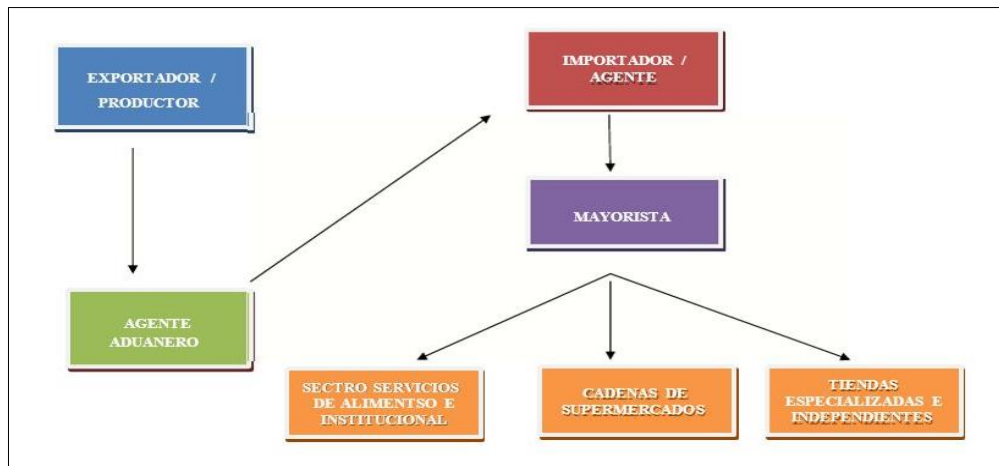 EXPORTADOR /
PRODUCTOR
IMPORTADOR /
AGENTE
MAYORISTA
AGENTE
ADUANERO
SECTRO SERVICIOS
DE ALIMENTSO E
INSTITUCIONAL
CADENAS DE
SUPERMERCADOS
TIENDAS
ESPECIALIZADAS E
INDEPENDIENTES